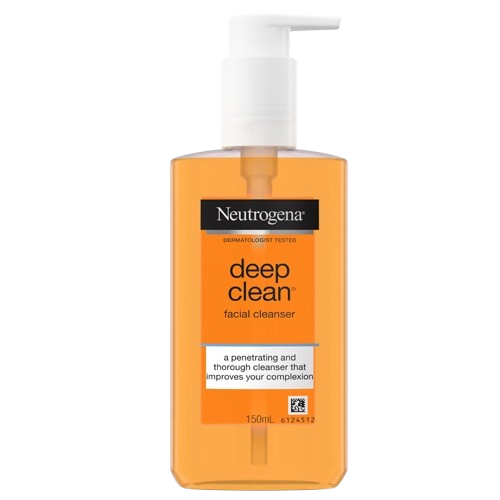 Neutrogena®
DERMATOLOGIST TESTED
deep
clean®
facial cleanser
a penetrating and
thorough cleanser that
improves your complexion
150mL
6124512